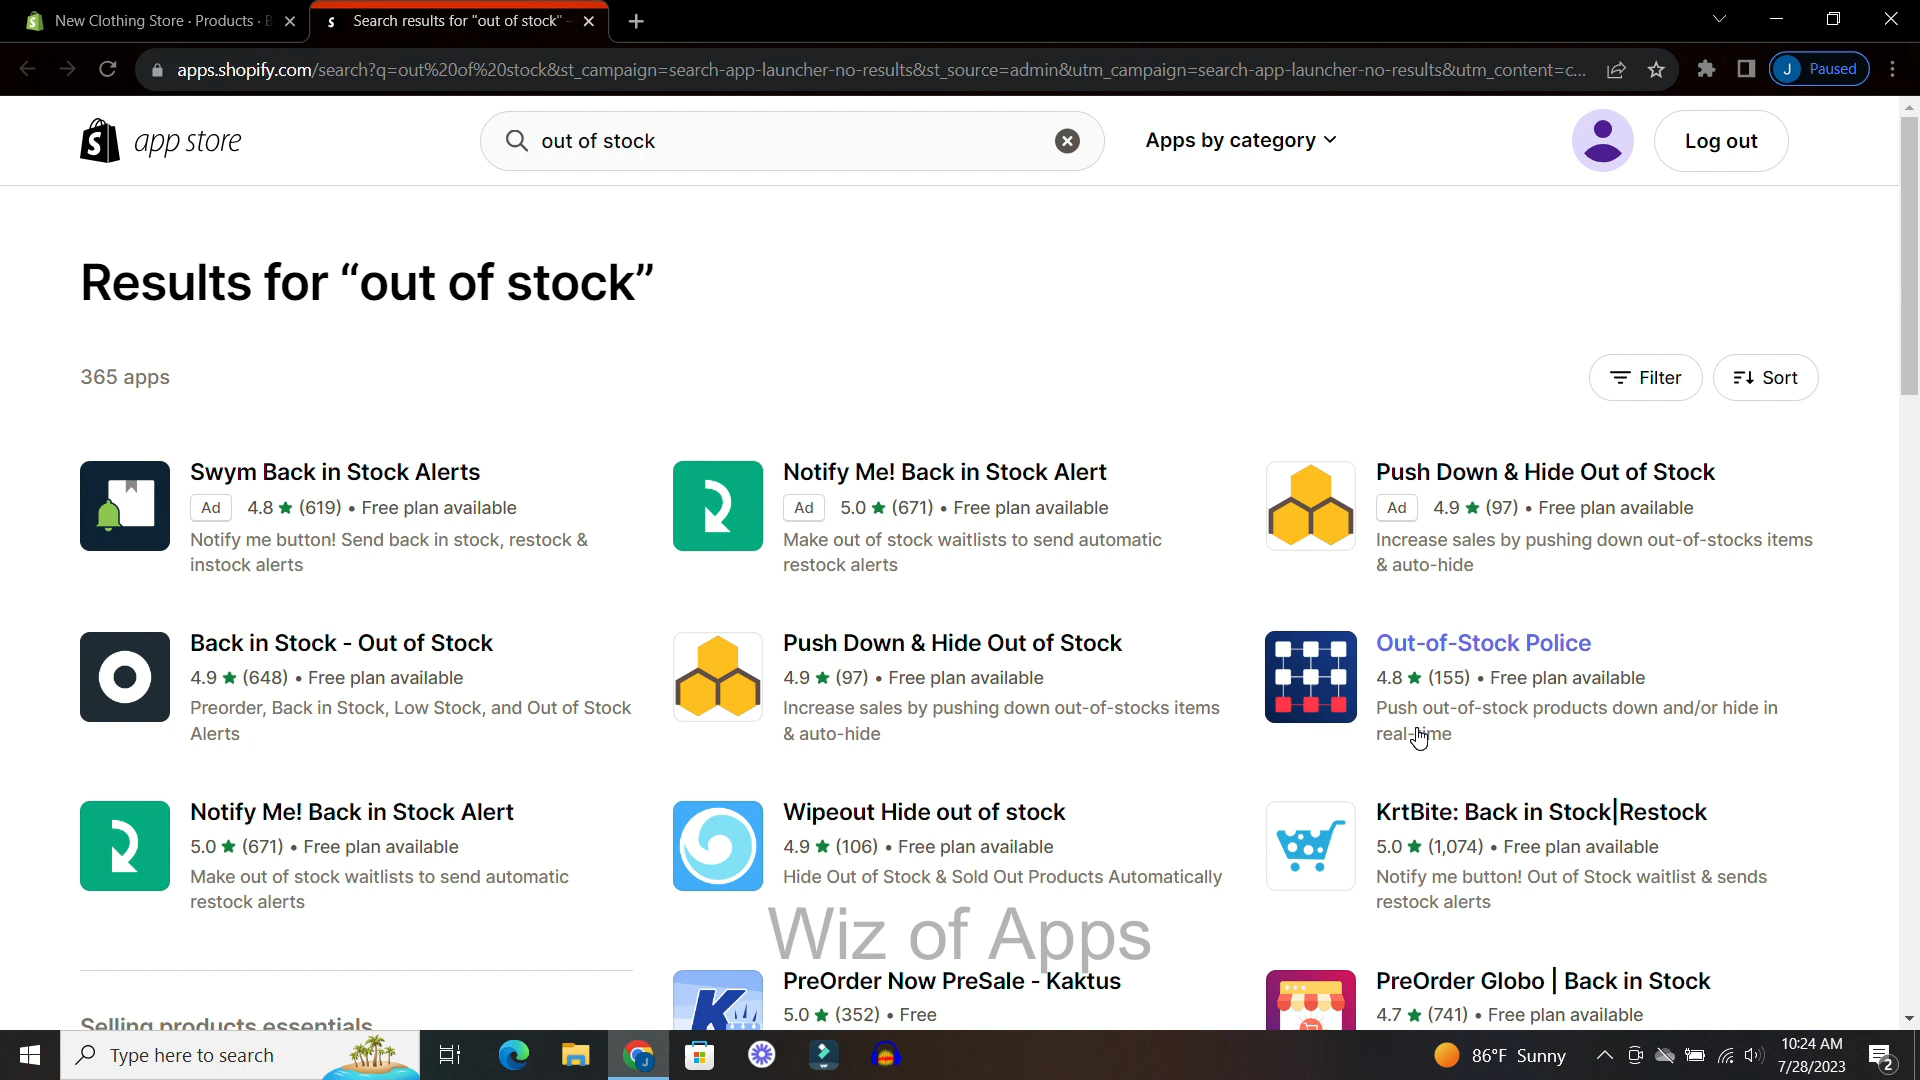 New Clothing Store · Products · B
Search results for "out of stock" -
apps.shopify.com/search?q=out%20of%20stock&st_campaign=search-app-launcher-no-results&st_source=admin&utm_campaign=search-app-launcher-no-results&utm_content=c...
J Paused
app store
out of stock
Apps by category
Log out
Results for “out of stock”
365 apps
Filter
Sort
Swym Back in Stock Alerts
Ad 4.8 ★ (619) • Free plan available
Notify me button! Send back in stock, restock &
instock alerts
Notify Me! Back in Stock Alert
Ad 5.0 ★ (671) • Free plan available
Make out of stock waitlists to send automatic
restock alerts
Push Down & Hide Out of Stock
Ad 4.9 ★ (97) • Free plan available
Increase sales by pushing down out-of-stocks items
& auto-hide
Back in Stock - Out of Stock
4.9 ★ (648) • Free plan available
Preorder, Back in Stock, Low Stock, and Out of Stock
Alerts
Push Down & Hide Out of Stock
4.9 ★ (97) • Free plan available
Increase sales by pushing down out-of-stocks items
& auto-hide
Out-of-Stock Police
4.8 ★ (155) • Free plan available
Push out-of-stock products down and/or hide in
real-time
Notify Me! Back in Stock Alert
5.0 ★ (671) • Free plan available
Make out of stock waitlists to send automatic
restock alerts
Wipeout Hide out of stock
4.9 ★ (106) • Free plan available
Hide Out of Stock & Sold Out Products Automatically
KrtBite: Back in Stock|Restock
5.0 ★ (1,074) • Free plan available
Notify me button! Out of Stock waitlist & sends
restock alerts
Wiz of Apps
PreOrder Now PreSale - Kaktus
5.0 ★ (352) • Free
PreOrder Globo | Back in Stock
4.7 ★ (741) • Free plan available
Selling products essentials
Type here to search
86°F Sunny
10:24 AM
7/28/2023
2